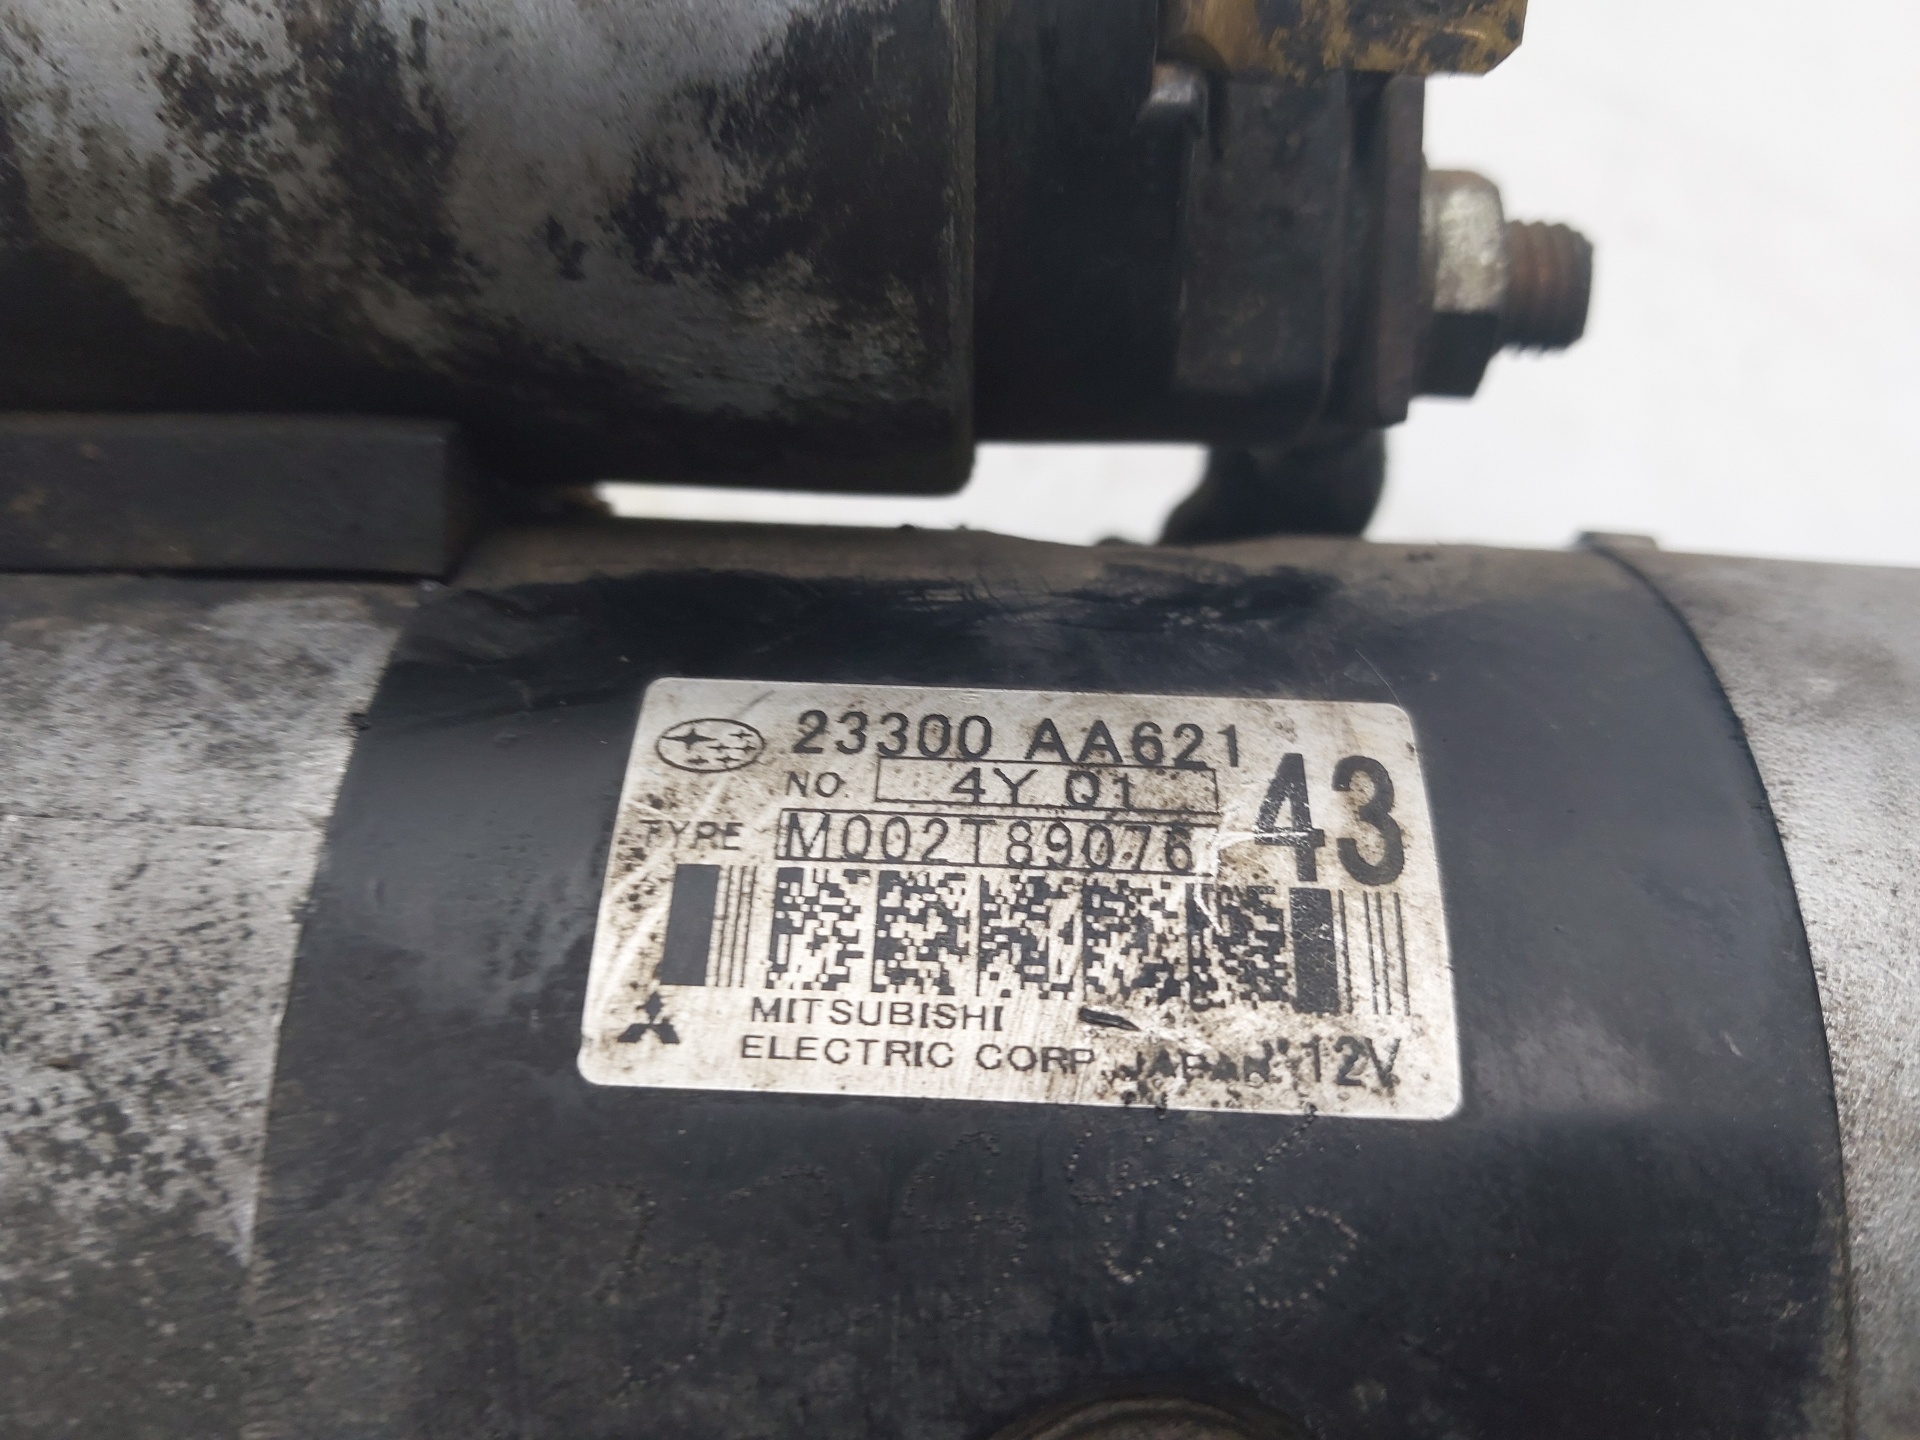 23300 AA621
NO. 4Y 01
43
TYPE M002T89076
MITSUBISHI
ELECTRIC CORP. JAPAN 12V